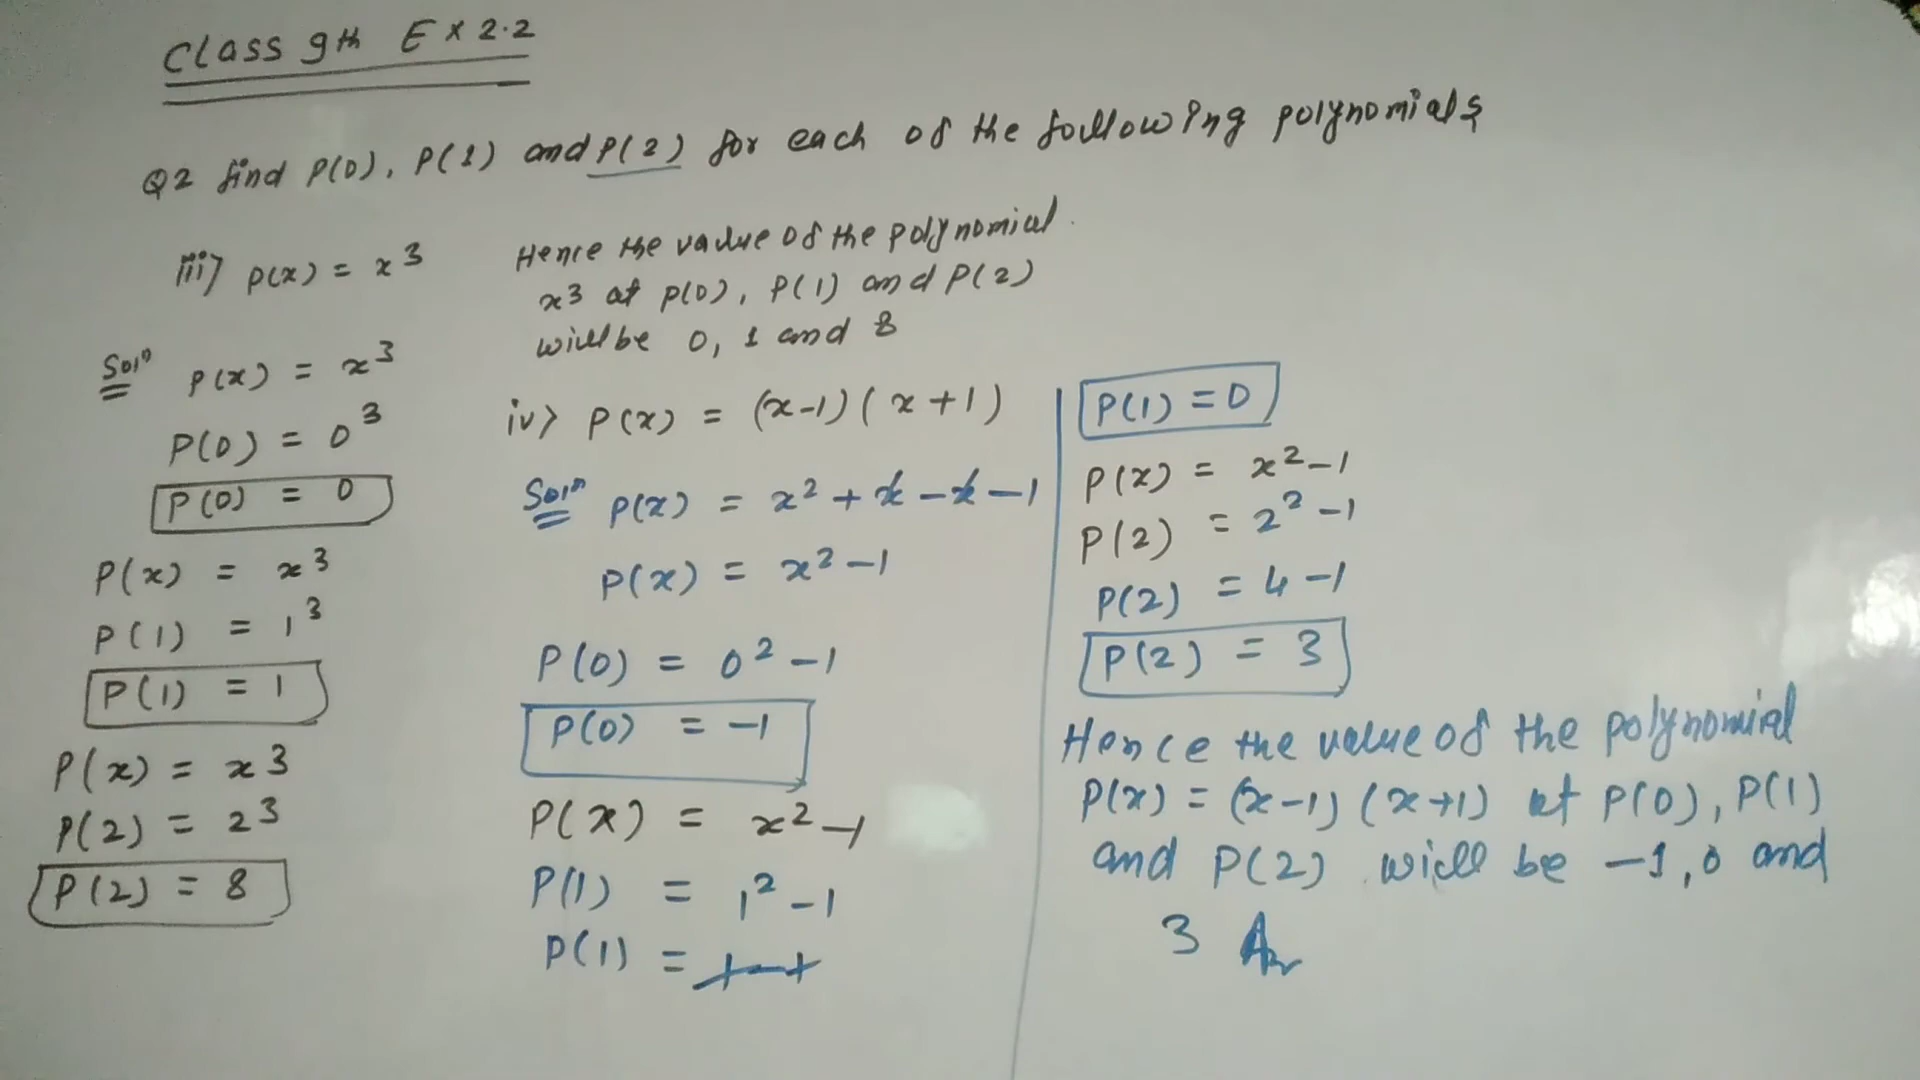 Class 9th Ex 2.2
Q2 find P(0), P(1) and P(2) for each of the following polynomials
iii) p(x) = x³
Solⁿ P(x) = x³
P(0) = 0³
P(0) = 0
P(x) = x³
P(1) = 1³
P(1) = 1
P(x) = x³
P(2) = 2³
P(2) = 8
Hence the value of the polynomial
x³ at p(0), P(1) and P(2)
will be 0, 1 and 8
iv) P(x) = (x-1)(x+1)
Solⁿ P(x) = x² + x - x - 1
P(x) = x² - 1
P(0) = 0² - 1
P(0) = -1
P(x) = x² - 1
P(1) = 1² - 1
P(1) = 1 - 1
P(1) = 0
P(x) = x² - 1
P(2) = 2² - 1
P(2) = 4 - 1
P(2) = 3
Hence the value of the polynomial
P(x) = (x-1)(x+1) at P(0), P(1)
and P(2) will be -1, 0 and
3